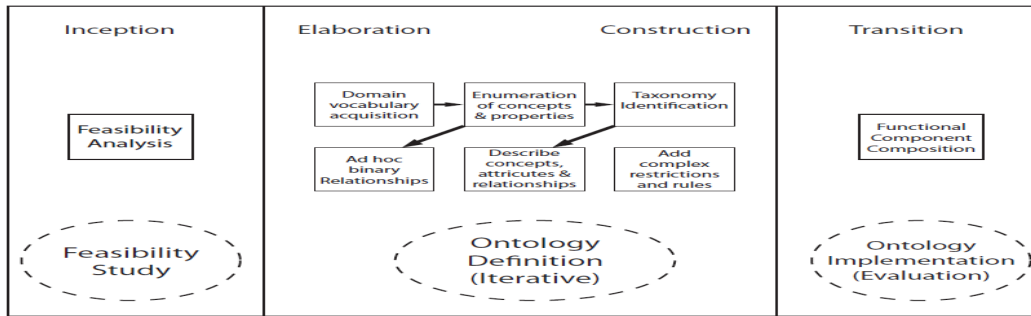 Inception
Elaboration
Construction
Transition
Feasibility
Analysis
Domain
vocabulary
acquisition
Enumeration
of concepts
& properties
Taxonomy
Identification
Ad hoc
binary
Relationships
Describe
concepts,
attricutes &
relationships
Add
complex
restrictions
and rules
Functional
Component
Composition
Feasibility
Study
Ontology
Definition
(Iterative)
Ontology
Implementation
(Evaluation)